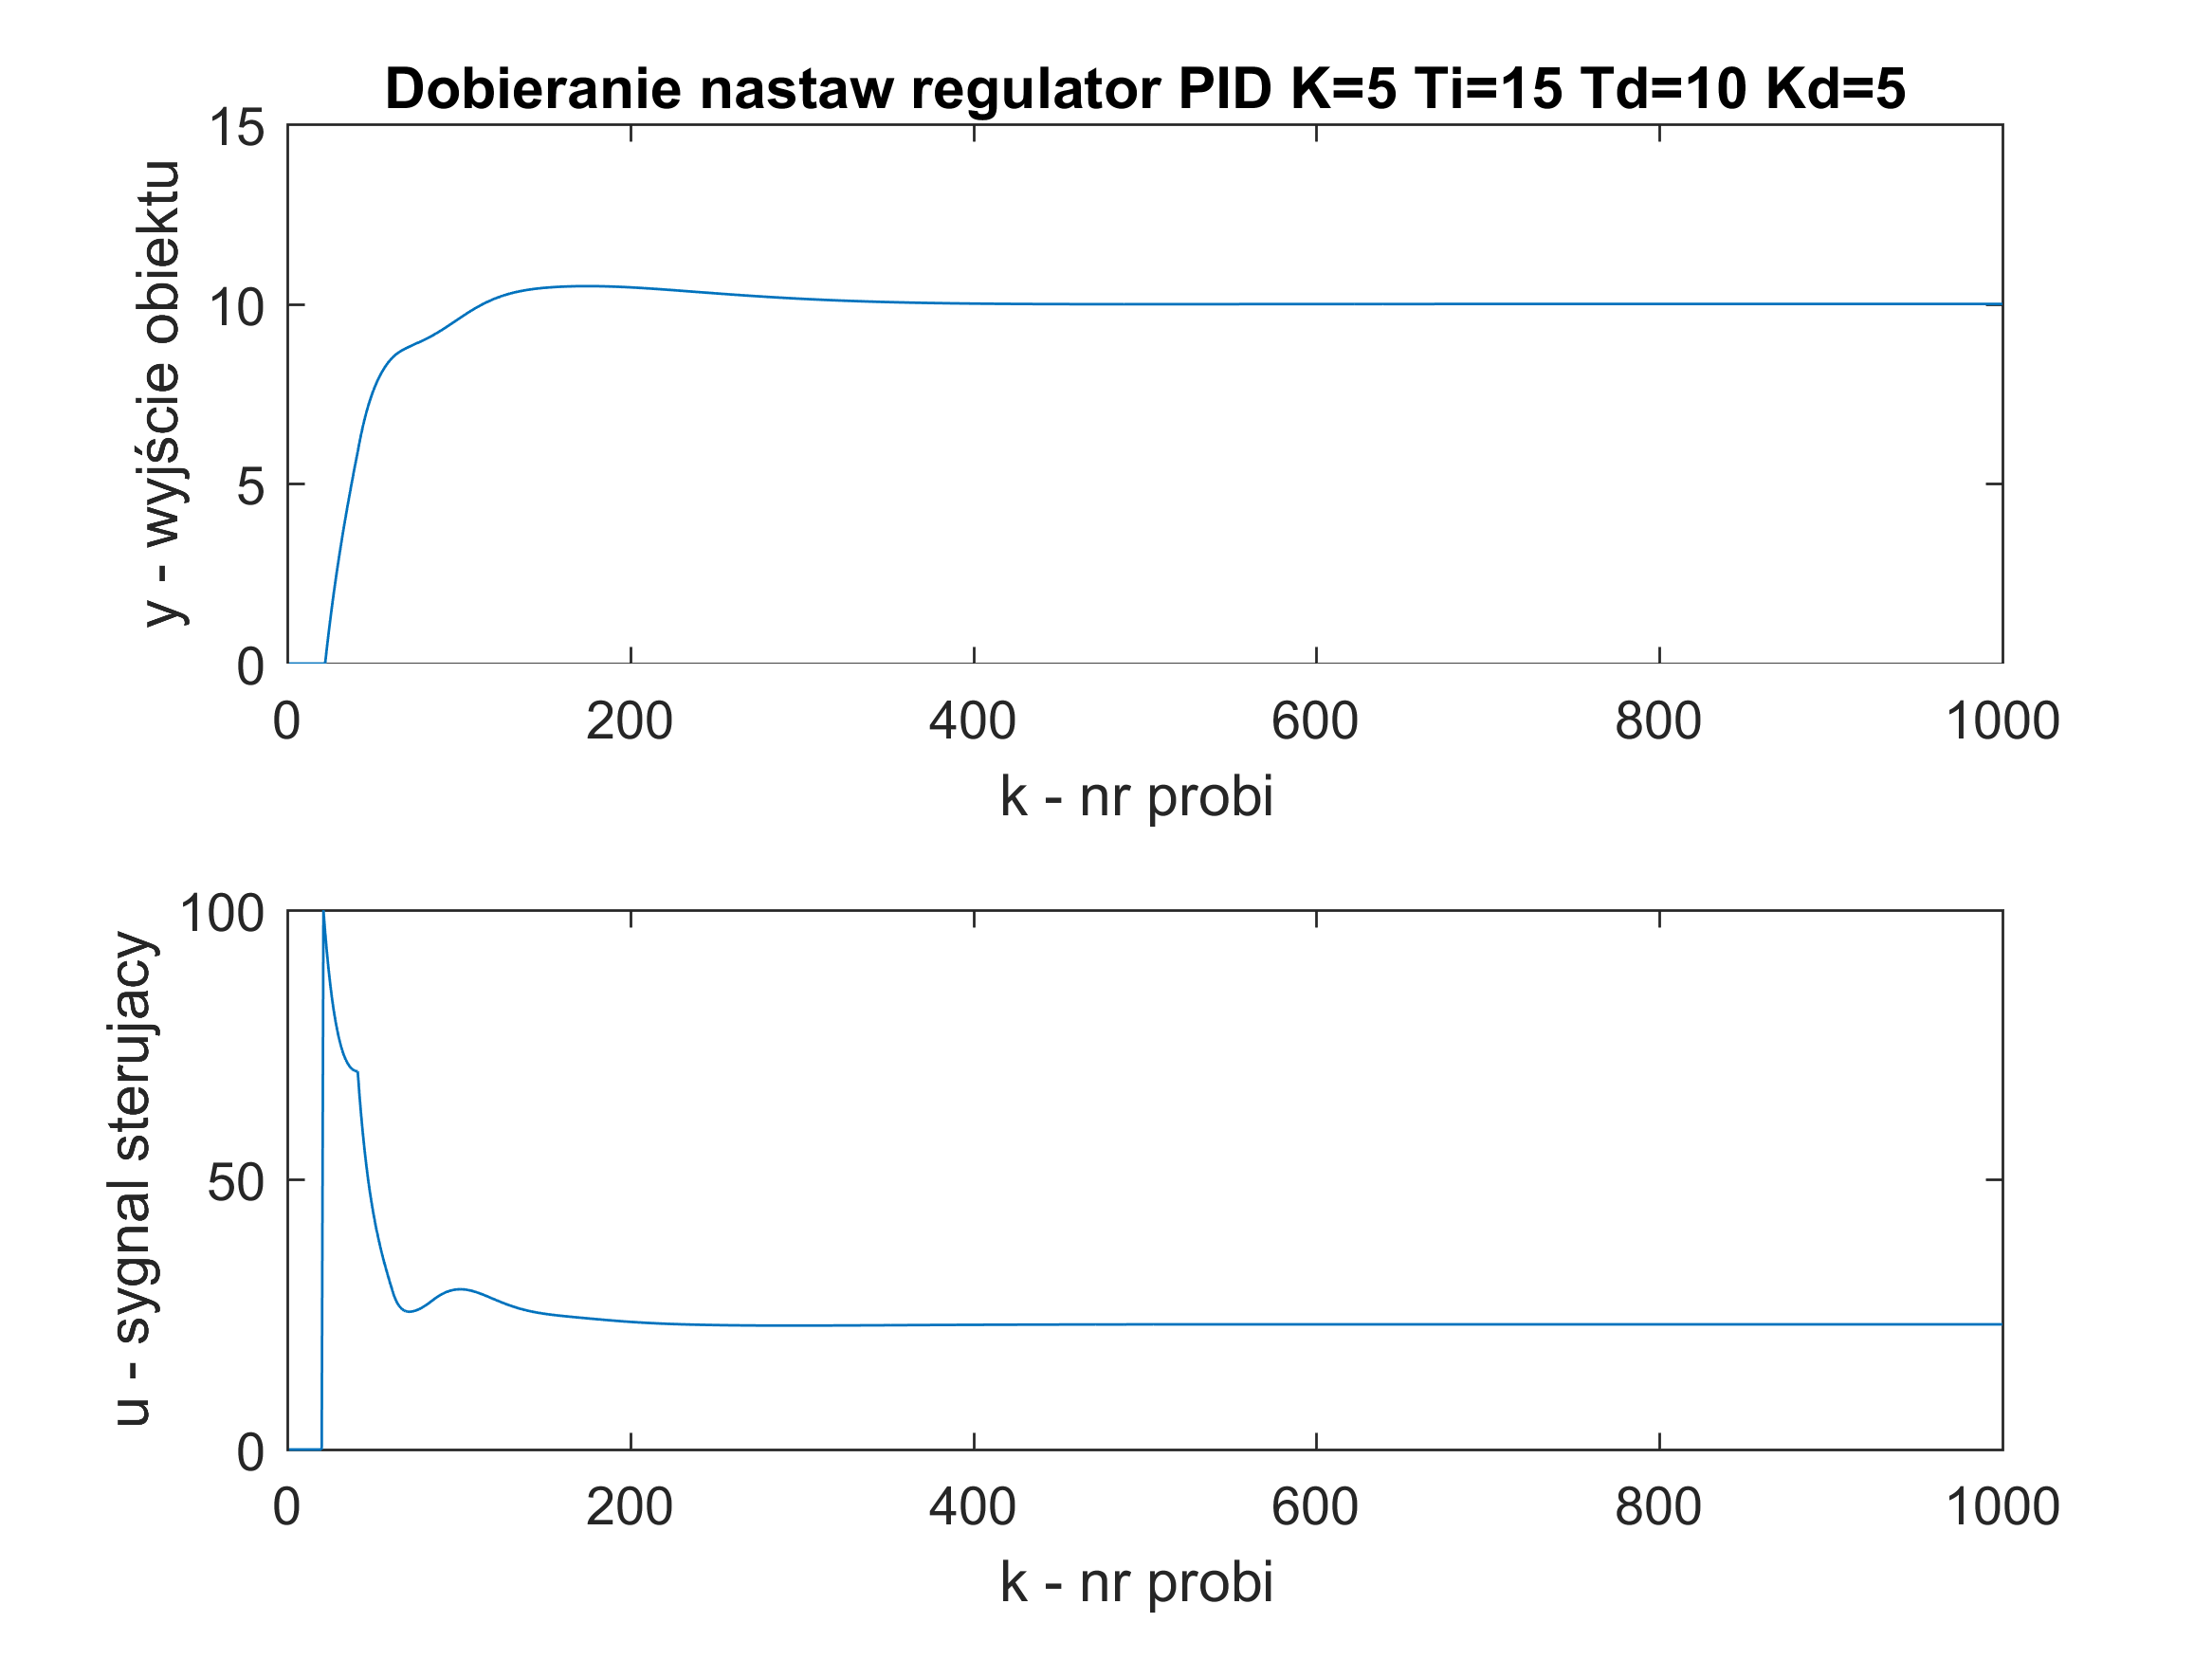 Dobieranie nastaw regulator PID K=5 Ti=15 Td=10 Kd=5
y - wyjście obiektu
15
10
5
0
0 200 400 600 800 1000
k - nr probi
u - sygnal sterujacy
100
50
0
0 200 400 600 800 1000
k - nr probi